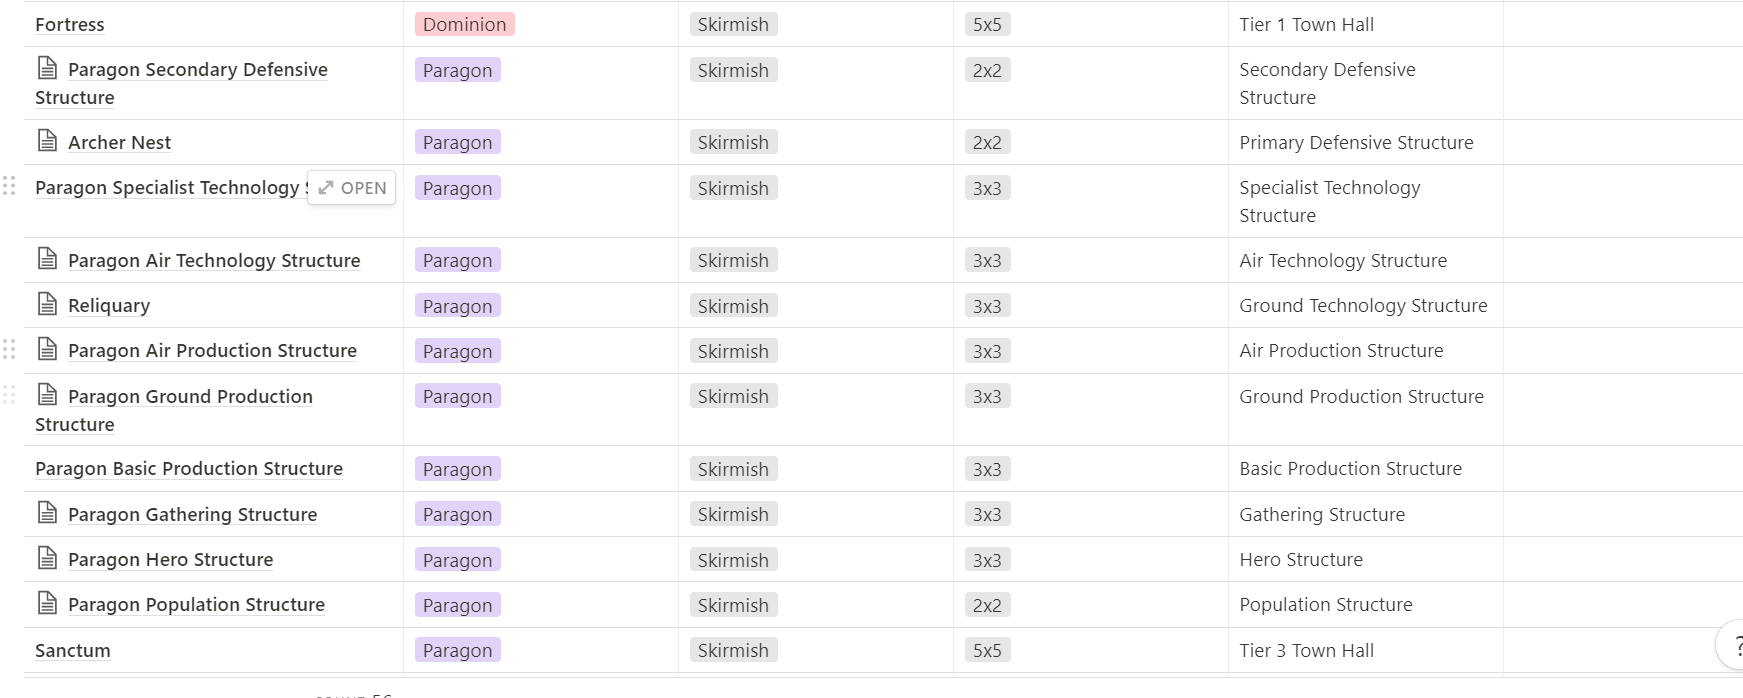 Fortress Dominion Skirmish 5x5 Tier 1 Town Hall
Paragon Secondary Defensive Paragon Skirmish 2x2 Secondary Defensive
Structure Structure
Archer Nest Paragon Skirmish 2x2 Primary Defensive Structure
Paragon Specialist Technology OPEN Paragon Skirmish 3x3 Specialist Technology
Structure
Paragon Air Technology Structure Paragon Skirmish 3x3 Air Technology Structure
Reliquary Paragon Skirmish 3x3 Ground Technology Structure
Paragon Air Production Structure Paragon Skirmish 3x3 Air Production Structure
Paragon Ground Production Paragon Skirmish 3x3 Ground Production Structure
Structure
Paragon Basic Production Structure Paragon Skirmish 3x3 Basic Production Structure
Paragon Gathering Structure Paragon Skirmish 3x3 Gathering Structure
Paragon Hero Structure Paragon Skirmish 3x3 Hero Structure
Paragon Population Structure Paragon Skirmish 2x2 Population Structure
Sanctum Paragon Skirmish 5x5 Tier 3 Town Hall
?